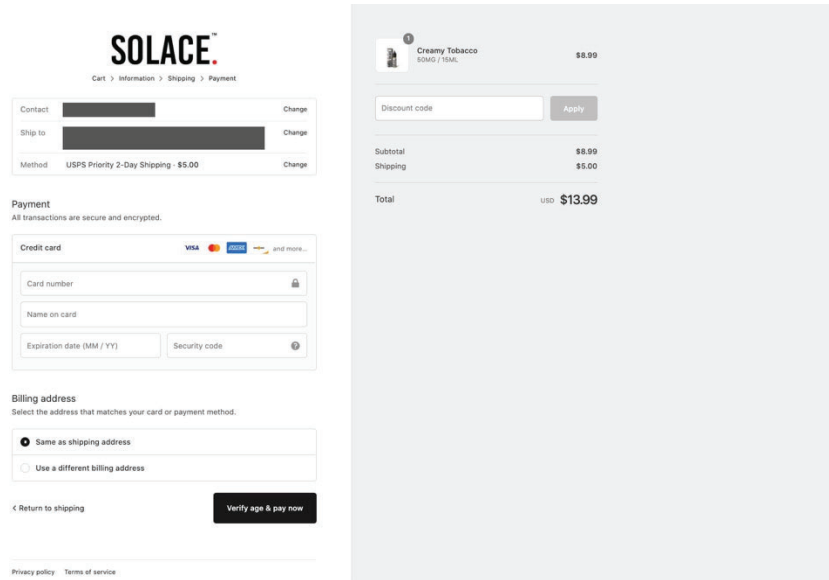 SOLACE.™
Cart > Information > Shipping > Payment
Contact Change
Ship to Change
Method USPS Priority 2-Day Shipping · $5.00 Change
Payment
All transactions are secure and encrypted.
Credit card VISA and more...
Card number
Name on card
Expiration date (MM / YY) Security code ?
Billing address
Select the address that matches your card or payment method.
Same as shipping address
Use a different billing address
< Return to shipping Verify age & pay now
Privacy policy Terms of service
1
Creamy Tobacco
50MG / 15ML $8.99
Discount code Apply
Subtotal $8.99
Shipping $5.00
Total USD $13.99